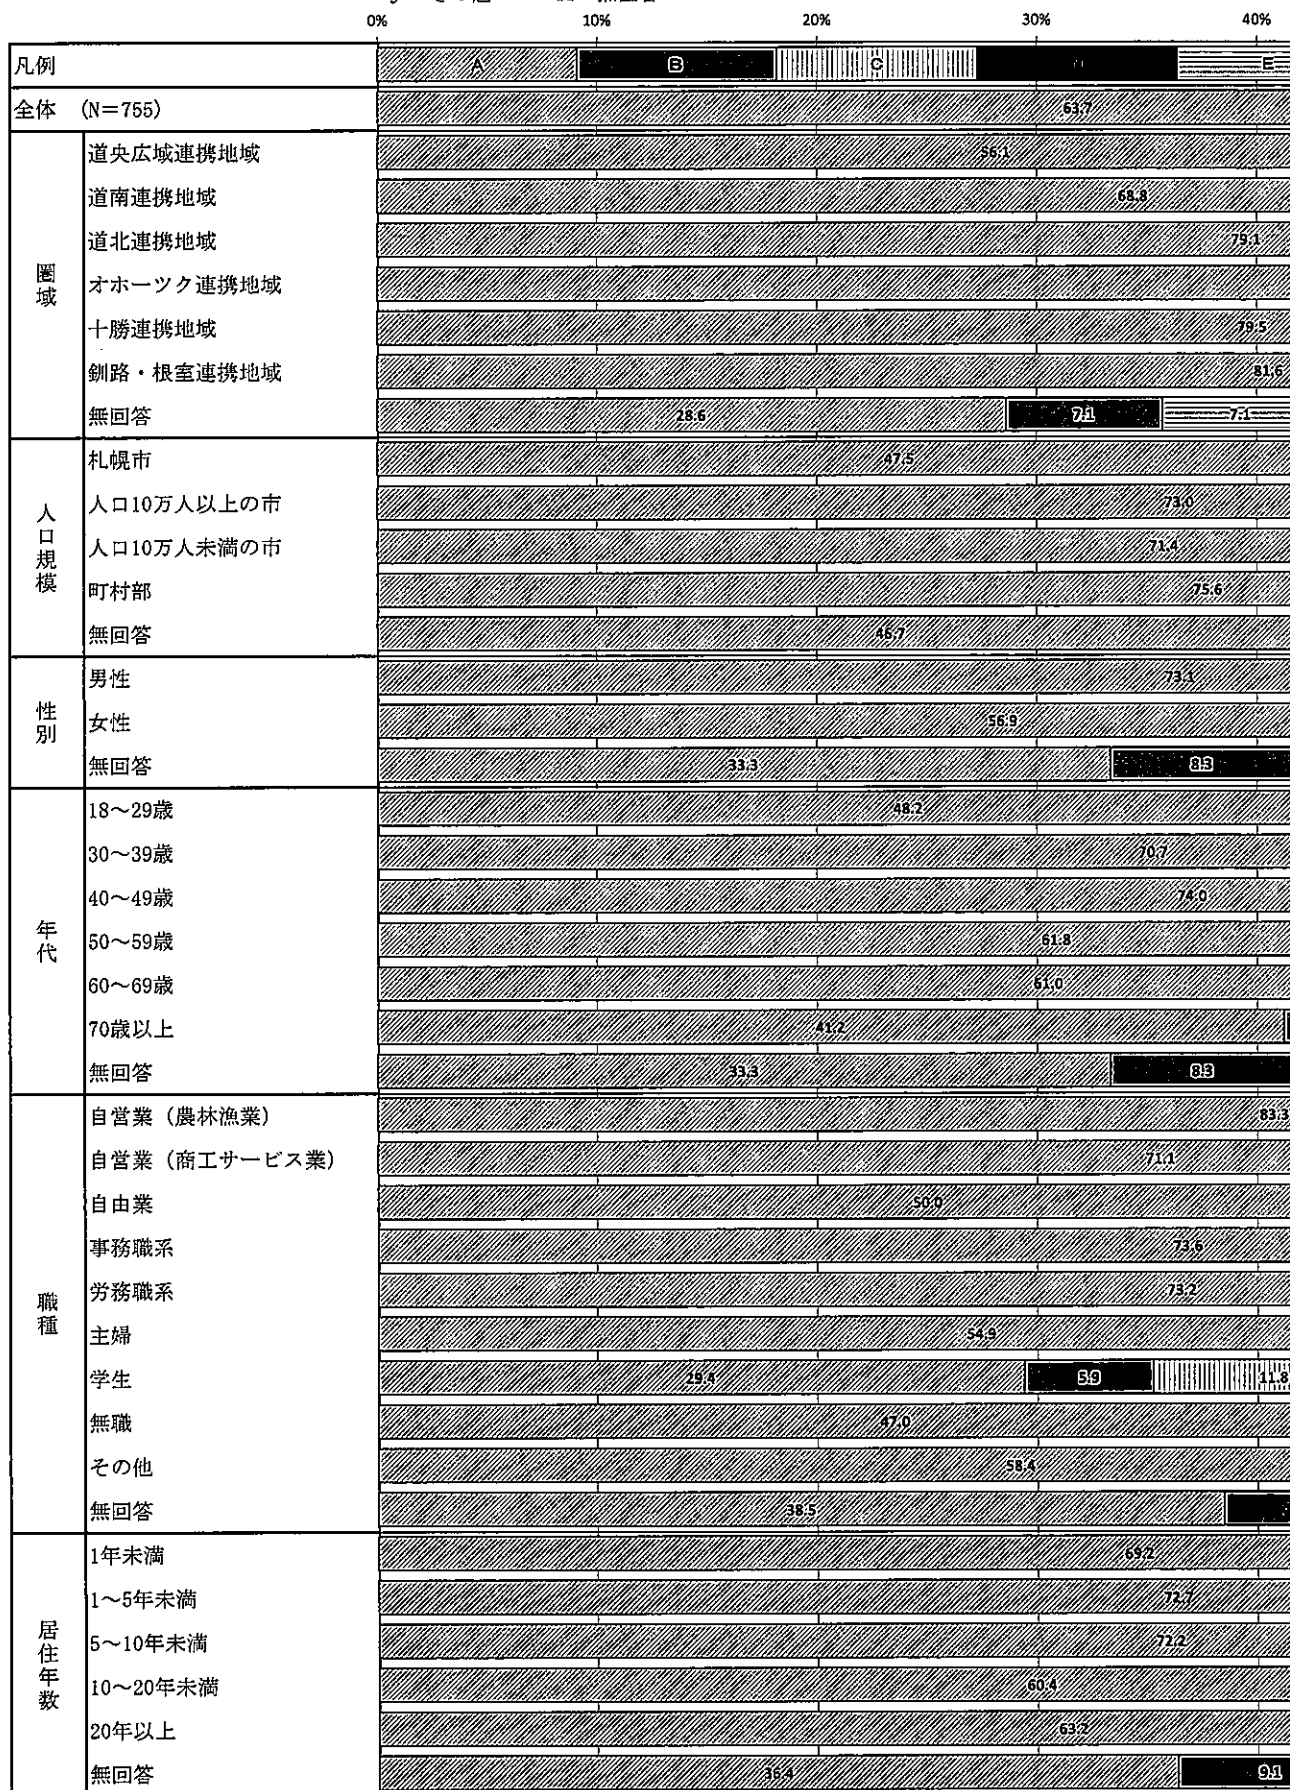 0% 10% 20% 30% 40%
凡例 A B C E
全体 (N=755) 63.7
圏域
道央広域連携地域 56.1
道南連携地域 68.8
道北連携地域 79.1
オホーツク連携地域
十勝連携地域 79.5
釧路・根室連携地域 81.6
無回答 28.6 7.1 7.1
人口規模
札幌市 47.5
人口10万人以上の市 73.0
人口10万人未満の市 71.4
町村部 75.6
無回答 46.7
性別
男性 73.1
女性 56.9
無回答 33.3 8.3
年代
18～29歳 48.2
30～39歳 70.7
40～49歳 74.0
50～59歳 61.8
60～69歳 61.0
70歳以上 41.2
無回答 33.3 8.3
職種
自営業（農林漁業） 83.3
自営業（商工サービス業） 71.1
自由業 50.0
事務職系 73.6
労務職系 73.2
主婦 54.9
学生 29.4 5.9 11.8
無職 47.0
その他 58.4
無回答 38.5
居住年数
1年未満 69.2
1～5年未満 72.7
5～10年未満 72.2
10～20年未満 60.4
20年以上 63.2
無回答 36.4 9.1